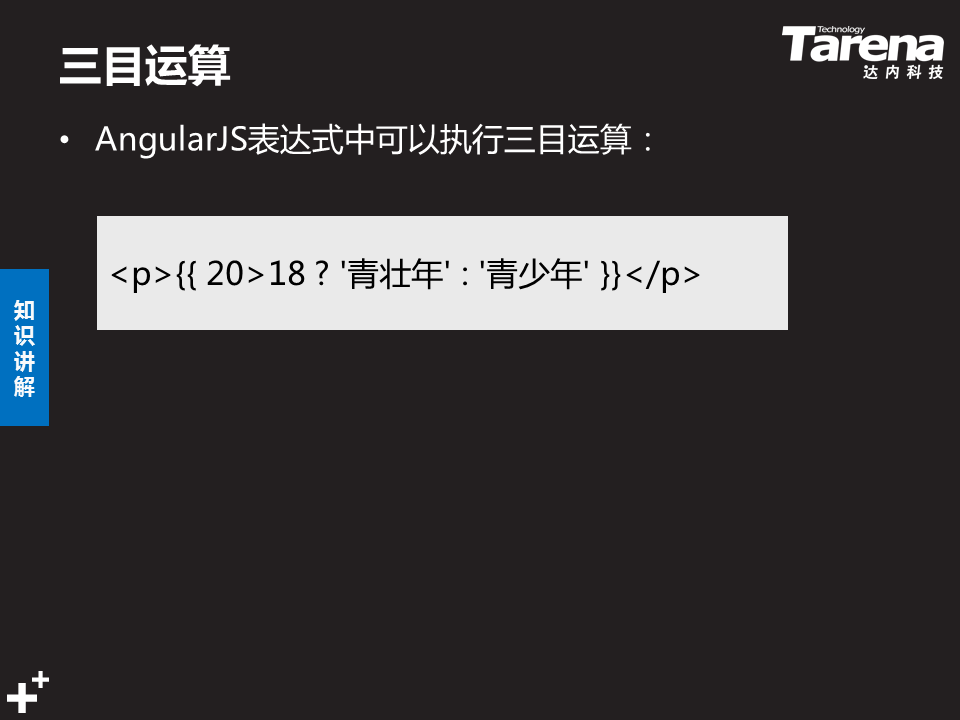 三目运算
Technology
Tarena
达内科技
• AngularJS表达式中可以执行三目运算：
<p>{{ 20>18 ? '青壮年' : '青少年' }}</p>
知
识
讲
解